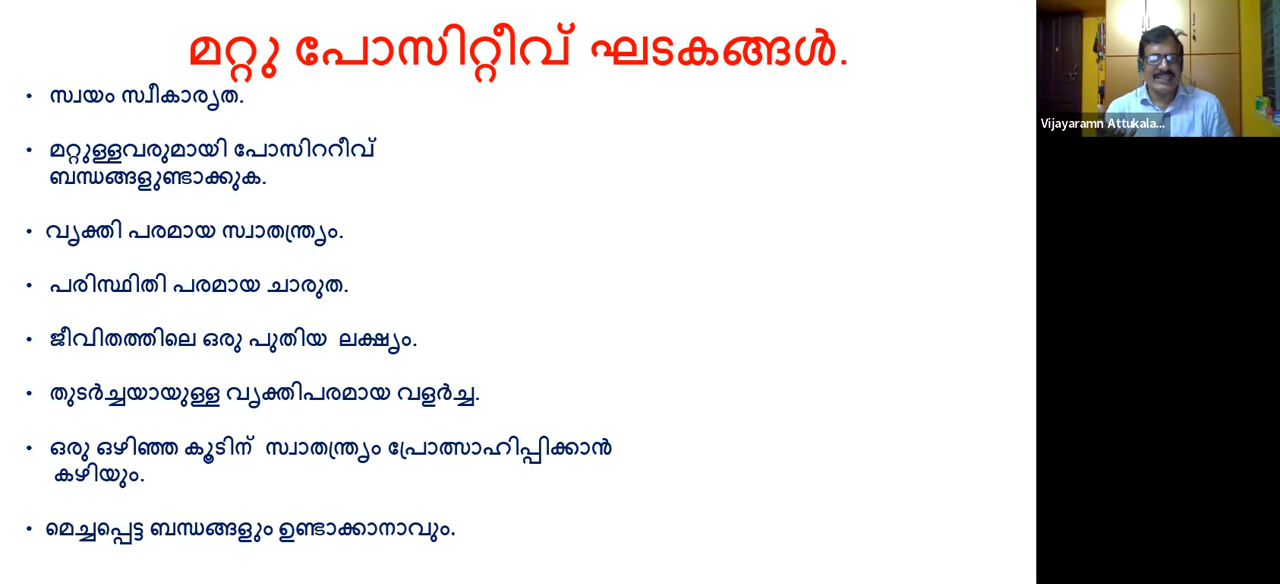 മറ്റു പോസിറ്റീവ് ഘടകങ്ങൾ.
• സ്വയം സ്വീകാര്യത.
• മറ്റുള്ളവരുമായി പോസിററീവ്
ബന്ധങ്ങളുണ്ടാക്കുക.
• വ്യക്തി പരമായ സ്വാതന്ത്ര്യം.
• പരിസ്ഥിതി പരമായ ചാരുത.
• ജീവിതത്തിലെ ഒരു പുതിയ ലക്ഷ്യം.
• തുടർച്ചയായുള്ള വ്യക്തിപരമായ വളർച്ച.
• ഒരു ഒഴിഞ്ഞ കൂടിന് സ്വാതന്ത്ര്യം പ്രോത്സാഹിപ്പിക്കാൻ
കഴിയും.
• മെച്ചപ്പെട്ട ബന്ധങ്ങളും ഉണ്ടാക്കാനാവും.
Vijayaramn Attukala...